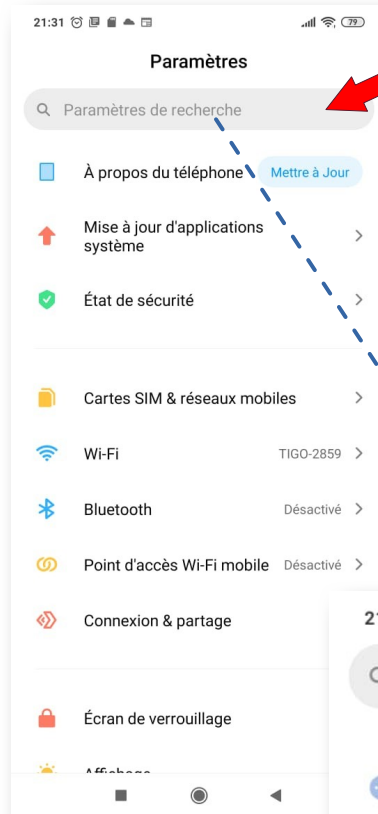 21:31
79
Paramètres
Paramètres de recherche
À propos du téléphone Mettre à Jour
Mise à jour d'applications
système
État de sécurité
Cartes SIM & réseaux mobiles
Wi-Fi TIGO-2859
Bluetooth Désactivé
Point d'accès Wi-Fi mobile Désactivé
Connexion & partage
Écran de verrouillage
Affichage